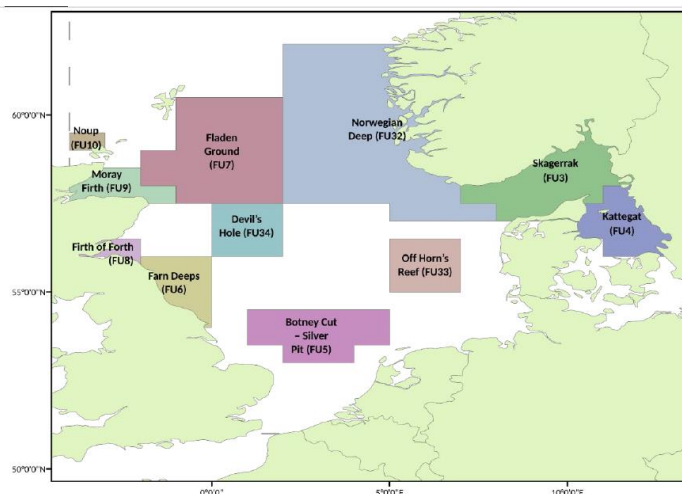 60°0'0"N
Noup
(FU10)
Fladen
Ground
(FU7)
Norwegian
Deep (FU32)
Skagerrak
(FU3)
Moray
Firth (FU9)
Devil's
Hole (FU34)
Kattegat
(FU4)
Firth of Forth
(FU8)
Off Horn's
Reef (FU33)
Farn Deeps
(FU6)
55°0'0"N
Botney Cut
– Silver
Pit (FU5)
50°0'0"N